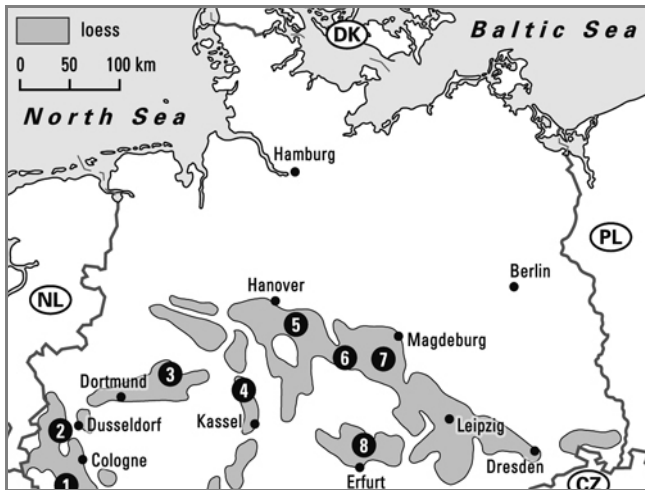 loess
0 50 100 km
North Sea
Baltic Sea
DK
Hamburg
PL
Berlin
NL
Hanover
5
Magdeburg
6 7
3
Dortmund
4
Kassel
Leipzig
2
Dusseldorf
8
Dresden
Cologne
Erfurt
1
CZ